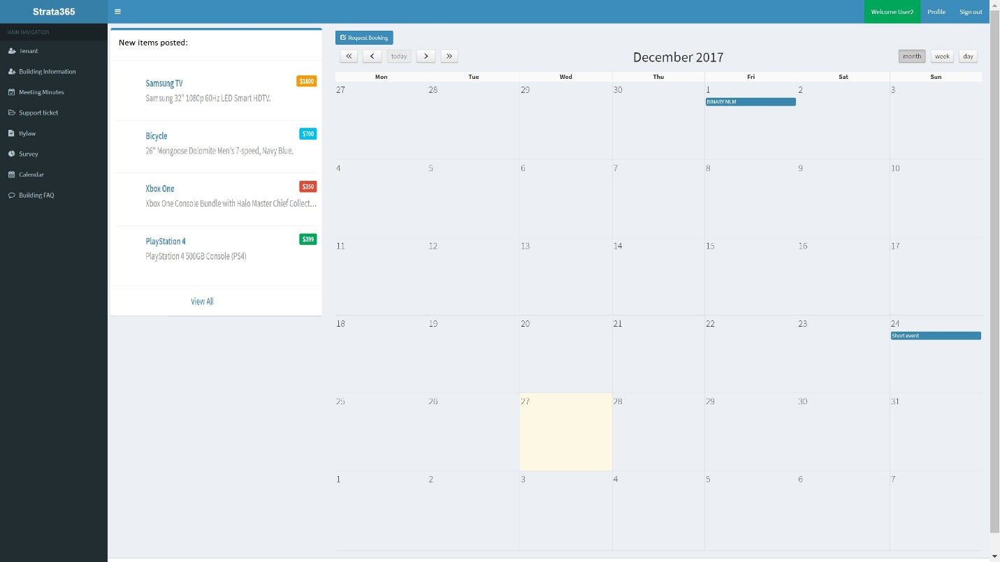 Strata365
Welcome User2
Profile
Sign out
MAIN NAVIGATION
Tenant
Building Information
Meeting Minutes
Support ticket
Bylaw
Survey
Calendar
Building FAQ
New items posted:
Samsung TV $1800
Samsung 32" 1080p 60Hz LED Smart HDTV.
Bicycle $700
26" Mongoose Dolomite Men's 7-speed, Navy Blue.
Xbox One $350
Xbox One Console Bundle with Halo Master Chief Collect...
PlayStation 4 $399
PlayStation 4 500GB Console (PS4)
View All
Request Booking
today
December 2017
month week day
Mon Tue Wed Thu Fri Sat Sun
27 28 29 30 1 2 3
BINARY MLM
4 5 6 7 8 9 10
11 12 13 14 15 16 17
18 19 20 21 22 23 24
Short event
25 26 27 28 29 30 31
1 2 3 4 5 6 7